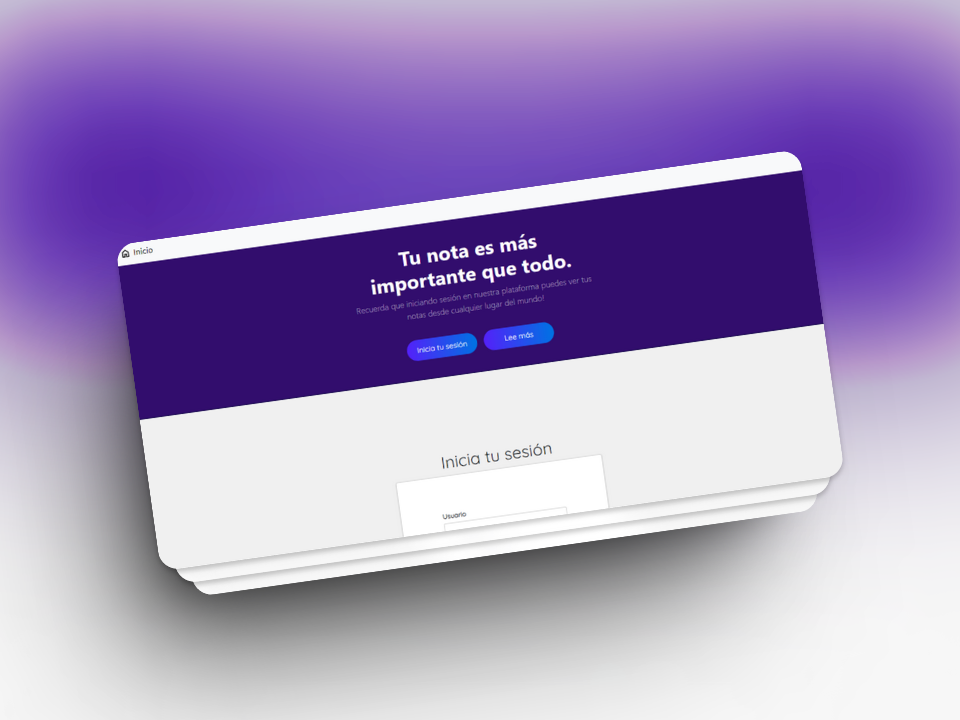 Inicio
Tu nota es más
importante que todo.
Recuerda que iniciando sesión en nuestra plataforma puedes ver tus
notas desde cualquier lugar del mundo!
Inicia tu sesión
Lee más
Inicia tu sesión
Usuario